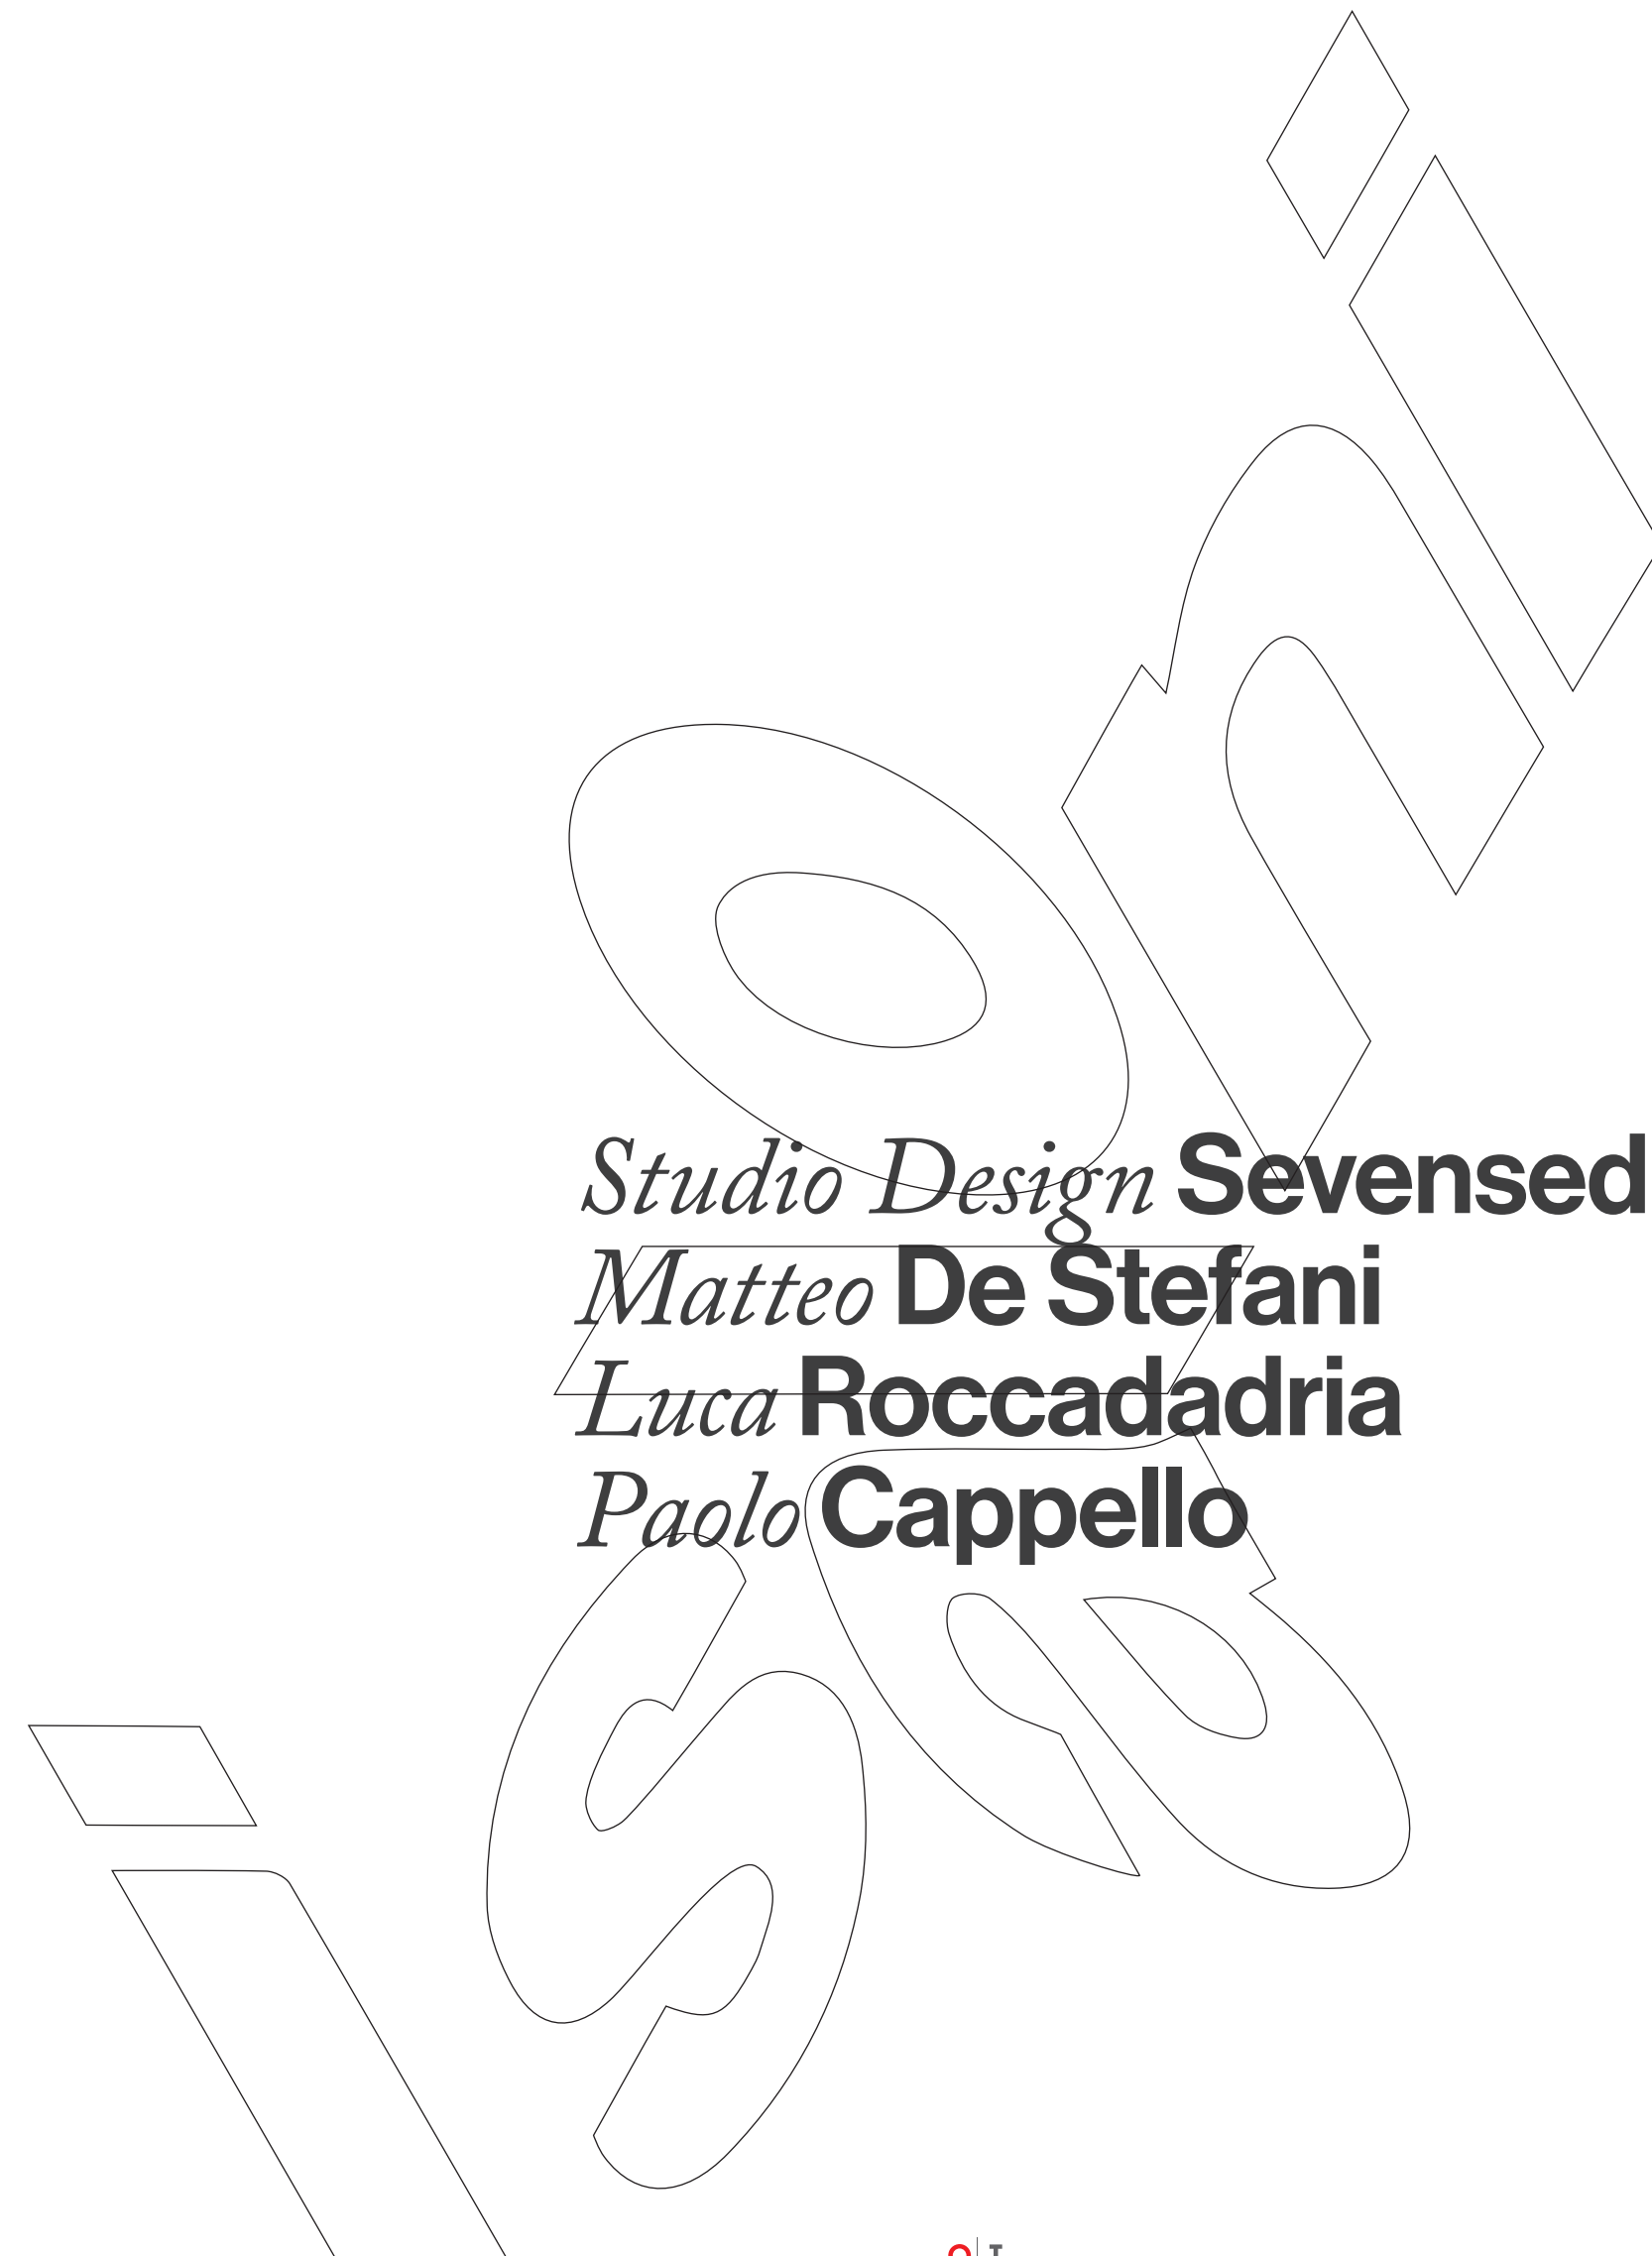 Studio Design Sevensed
Matteo De Stefani
Luca Roccadadria
Paolo Cappello